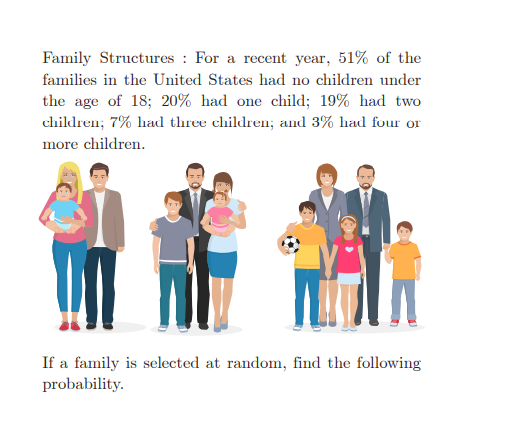 Family Structures : For a recent year, 51% of the
families in the United States had no children under
the age of 18; 20% had one child; 19% had two
children; 7% had three children; and 3% had four or
more children.
If a family is selected at random, find the following
probability.